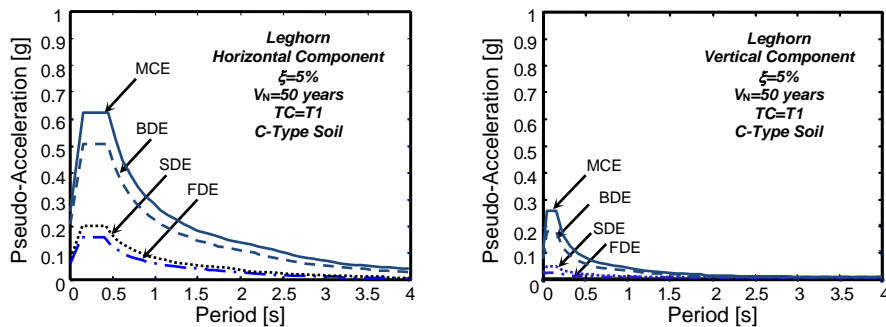 Pseudo-Acceleration [g]
1
0.9
0.8
0.7
0.6
0.5
0.4
0.3
0.2
0.1
0
Leghorn
Horizontal Component
ξ=5%
VN=50 years
TC=T1
C-Type Soil
MCE
BDE
SDE
FDE
0 0.5 1 1.5 2 2.5 3 3.5 4
Period [s]
Pseudo-Acceleration [g]
1
0.9
0.8
0.7
0.6
0.5
0.4
0.3
0.2
0.1
0
Leghorn
Vertical Component
ξ=5%
VN=50 years
TC=T1
C-Type Soil
MCE
BDE
SDE
FDE
0 0.5 1 1.5 2 2.5 3 3.5 4
Period [s]